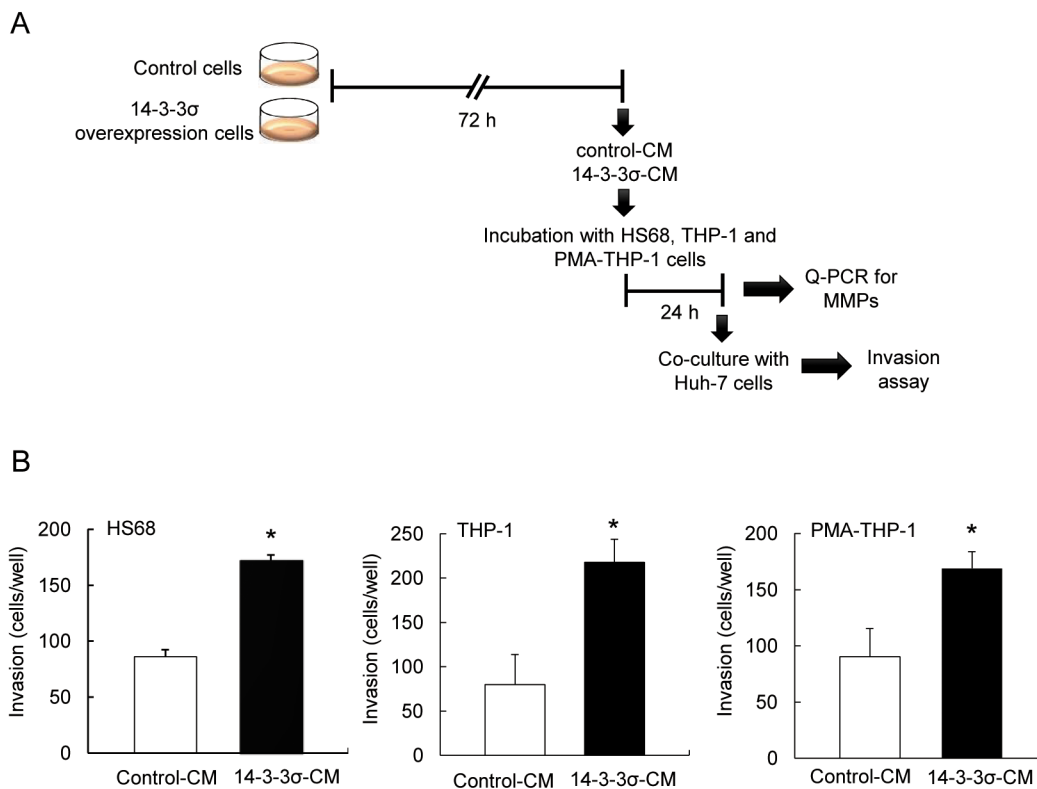 A
Control cells
14-3-3σ
overexpression cells
72 h
control-CM
14-3-3σ-CM
Incubation with HS68, THP-1 and
PMA-THP-1 cells
24 h
Q-PCR for
MMPs
Co-culture with
Huh-7 cells
Invasion
assay
B
HS68
Invasion (cells/well)
200
150
100
50
0
*
Control-CM
14-3-3σ-CM
THP-1
Invasion (cells/well)
250
200
150
100
50
0
*
Control-CM
14-3-3σ-CM
PMA-THP-1
Invasion (cells/well)
200
150
100
50
0
*
Control-CM
14-3-3σ-CM